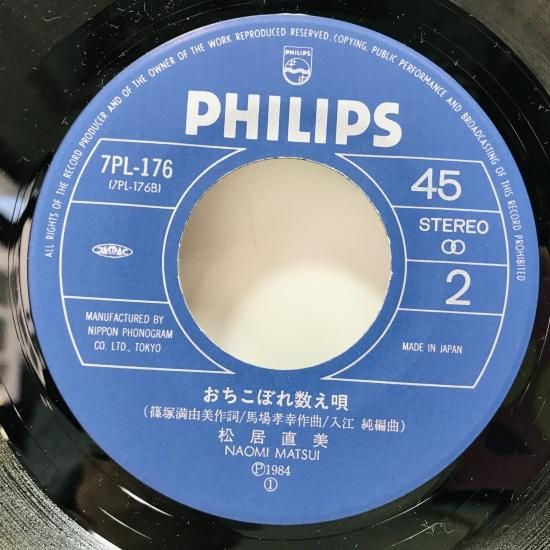 ALL RIGHTS OF THE RECORD PRODUCER AND OF THE OWNER OF THE WORK REPRODUCED RESERVED. COPYING, PUBLIC PERFORMANCE AND BROADCASTING OF THIS RECORD PROHIBITED
PHILIPS
PHILIPS
7PL-176
(7PL-176B)
45
STEREO
JASRAC
2
MANUFACTURED BY
NIPPON PHONOGRAM
CO. LTD., TOKYO
MADE IN JAPAN
おちこぼれ数え唄
(篠塚満由美作詞/馬場孝幸作曲/入江 純編曲)
松居直美
NAOMI MATSUI
Ⓟ1984
①